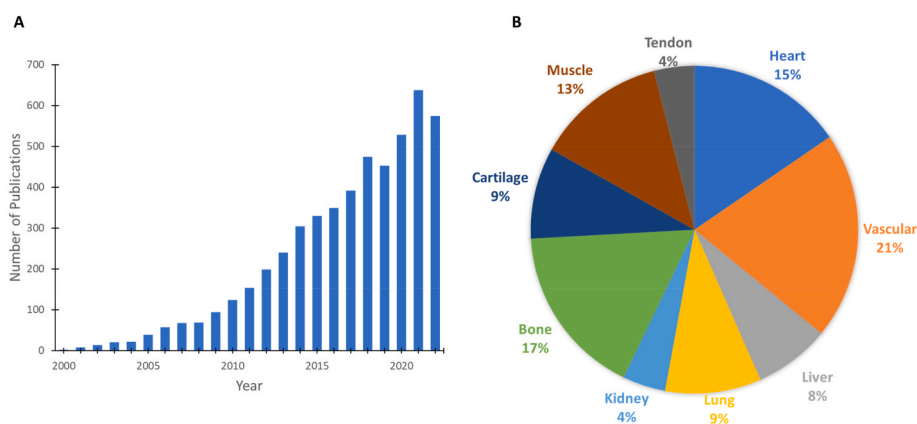 A
700
600
500
400
300
200
100
0
2000
2005
2010
2015
2020
Number of Publications
Year
B
Tendon
4%
Heart
15%
Muscle
13%
Cartilage
9%
Vascular
21%
Bone
17%
Liver
8%
Kidney
4%
Lung
9%